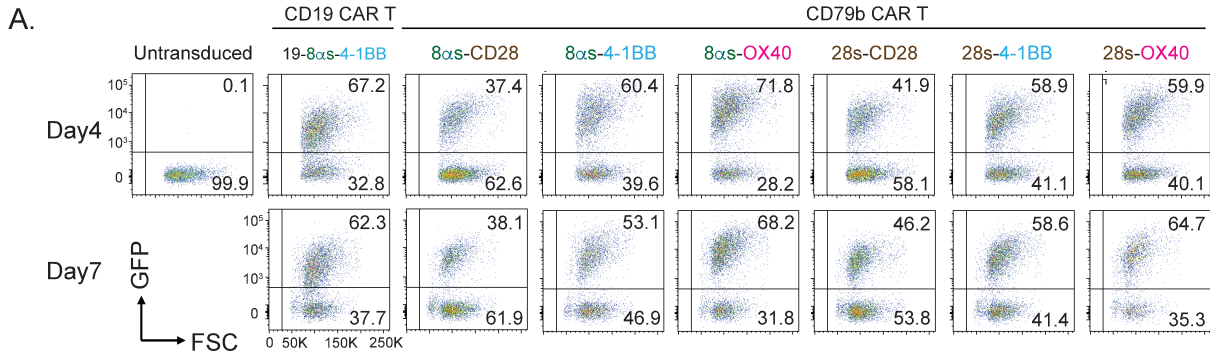 A.
CD19 CAR T
CD79b CAR T
Untransduced
19-8αs-4-1BB
8αs-CD28
8αs-4-1BB
8αs-OX40
28s-CD28
28s-4-1BB
28s-OX40
Day4
10⁵
10⁴
10³
0
0.1
99.9
67.2
32.8
37.4
62.6
60.4
39.6
71.8
28.2
41.9
58.1
58.9
41.1
59.9
40.1
Day7
GFP
FSC
10⁵
10⁴
10³
0
62.3
37.7
38.1
61.9
53.1
46.9
68.2
31.8
46.2
53.8
58.6
41.4
64.7
35.3
0 50K 150K 250K